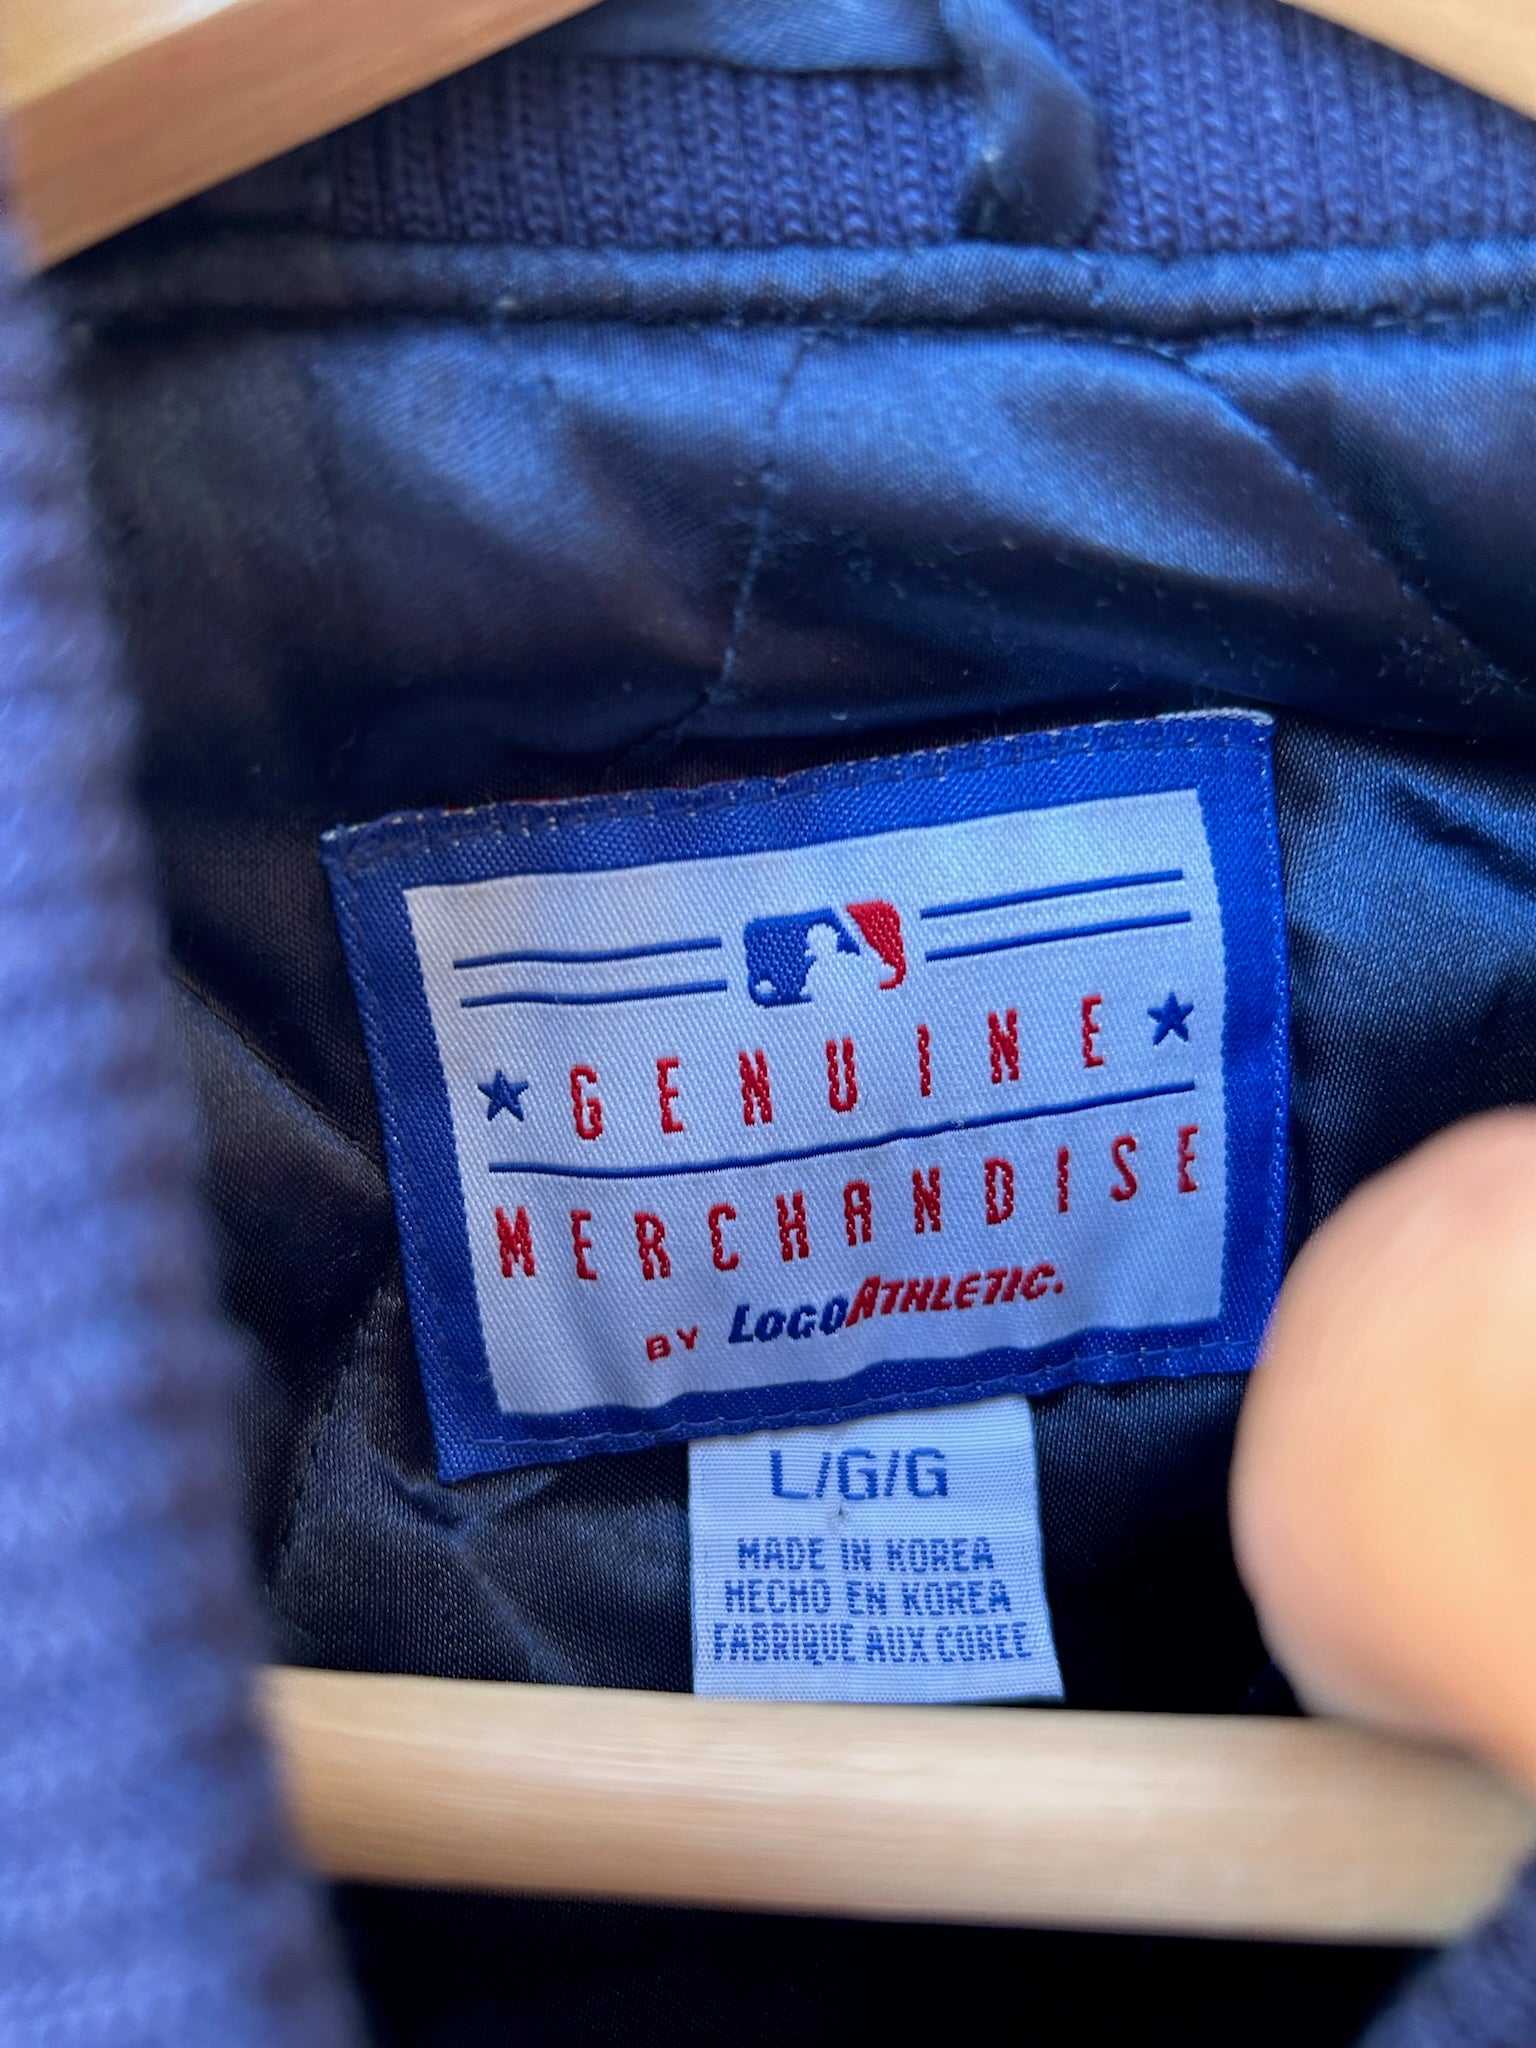 GENUINE
MERCHANDISE
BY LOGOATHLETIC.
L/G/G
MADE IN KOREA
HECHO EN KOREA
FABRIQUE AUX COREE